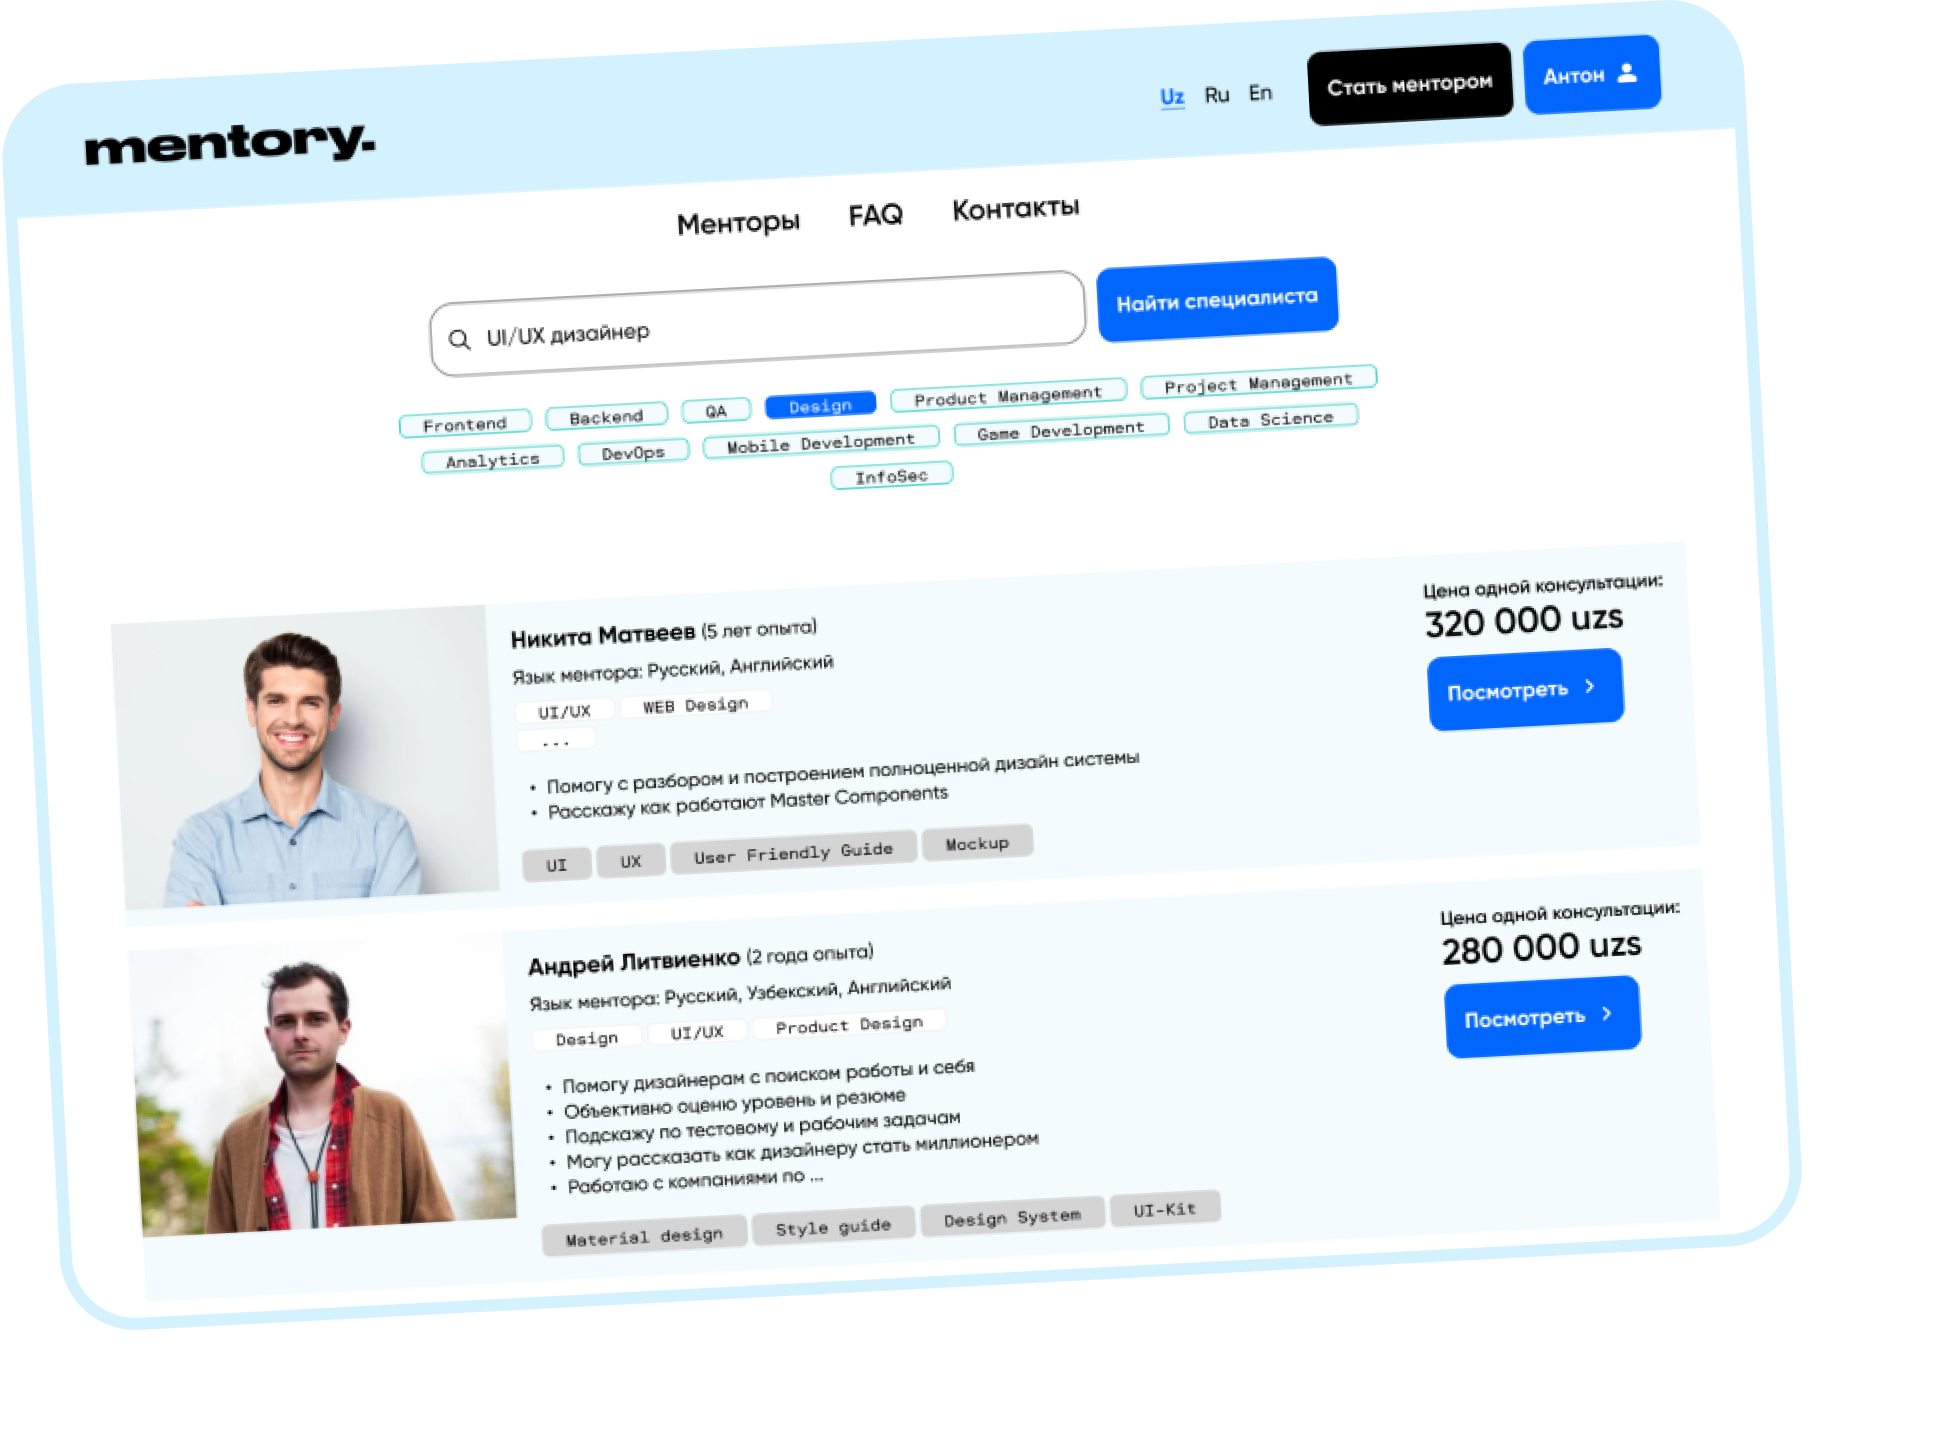 mentory.
Uz Ru En
Стать ментором
Антон
Менторы FAQ Контакты
UI/UX дизайнер
Найти специалиста
Frontend Backend QA Design Product Management Project Management
Analytics DevOps Mobile Development Game Development Data Science
InfoSec
Никита Матвеев (5 лет опыта)
Язык ментора: Русский, Английский
UI/UX WEB Design
...
• Помогу с разбором и построением полноценной дизайн системы
• Расскажу как работают Master Components
UI UX User Friendly Guide Mockup
Цена одной консультации:
320 000 uzs
Посмотреть
Андрей Литвиенко (2 года опыта)
Язык ментора: Русский, Узбекский, Английский
Design UI/UX Product Design
• Помогу дизайнерам с поиском работы и себя
• Объективно оценю уровень и резюме
• Подскажу по тестовому и рабочим задачам
• Могу рассказать как дизайнеру стать миллионером
• Работаю с компаниями по ...
Material design Style guide Design System UI-Kit
Цена одной консультации:
280 000 uzs
Посмотреть